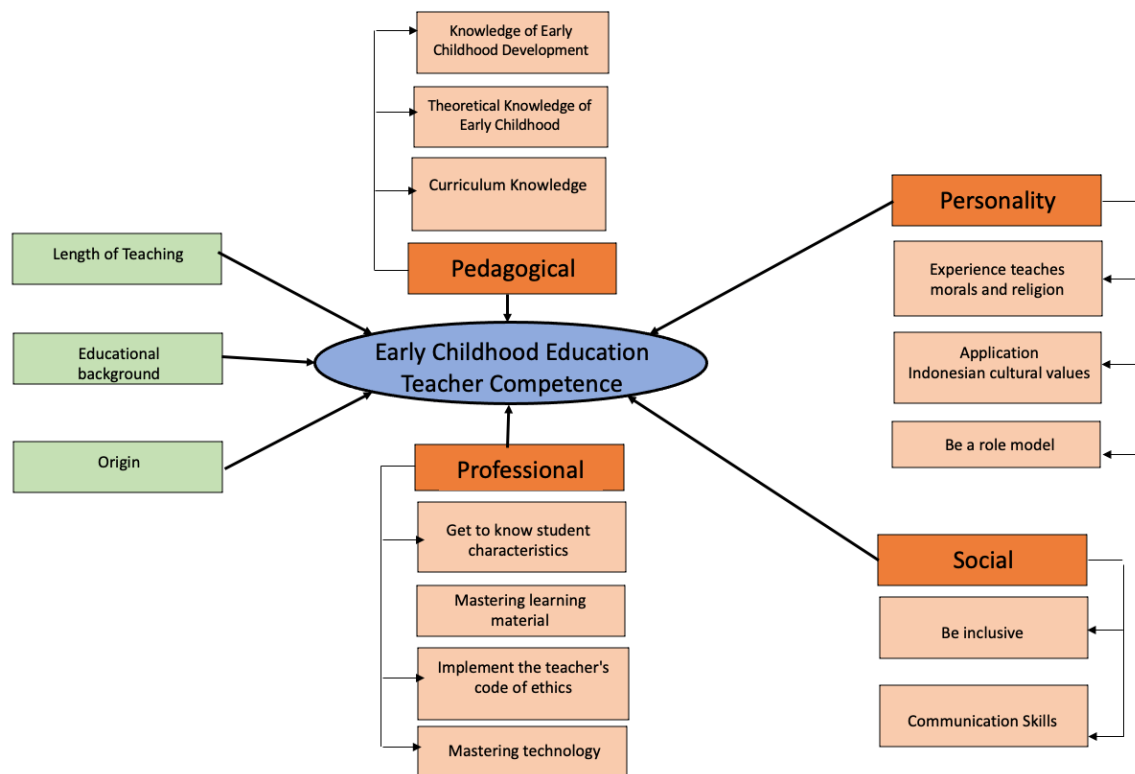 Knowledge of Early
Childhood Development
Theoretical Knowledge of
Early Childhood
Curriculum Knowledge
Pedagogical
Length of Teaching
Educational
background
Origin
Early Childhood Education
Teacher Competence
Professional
Get to know student
characteristics
Mastering learning
material
Implement the teacher's
code of ethics
Mastering technology
Personality
Experience teaches
morals and religion
Application
Indonesian cultural values
Be a role model
Social
Be inclusive
Communication Skills